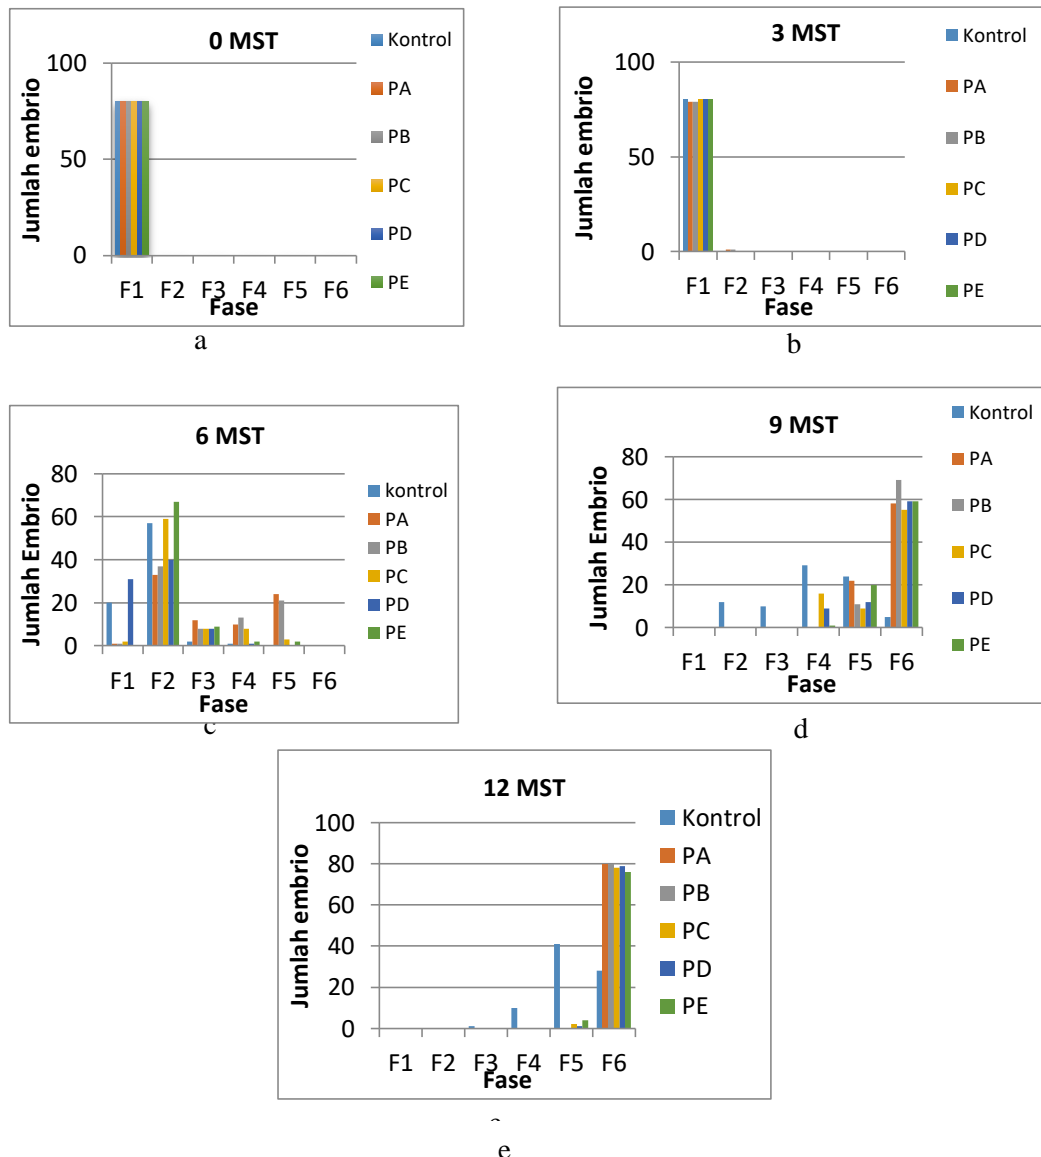 0 MST
Jumlah embrio
100
50
0
F1 F2 F3 F4 F5 F6
Fase
Kontrol
PA
PB
PC
PD
PE
a
3 MST
Jumlah embrio
100
50
0
F1 F2 F3 F4 F5 F6
Fase
Kontrol
PA
PB
PC
PD
PE
b
6 MST
Jumlah Embrio
80
60
40
20
0
F1 F2 F3 F4 F5 F6
Fase
kontrol
PA
PB
PC
PD
PE
c
9 MST
Jumlah Embrio
80
60
40
20
0
F1 F2 F3 F4 F5 F6
Fase
Kontrol
PA
PB
PC
PD
PE
d
12 MST
Jumlah embrio
100
80
60
40
20
0
F1 F2 F3 F4 F5 F6
Fase
Kontrol
PA
PB
PC
PD
PE
e